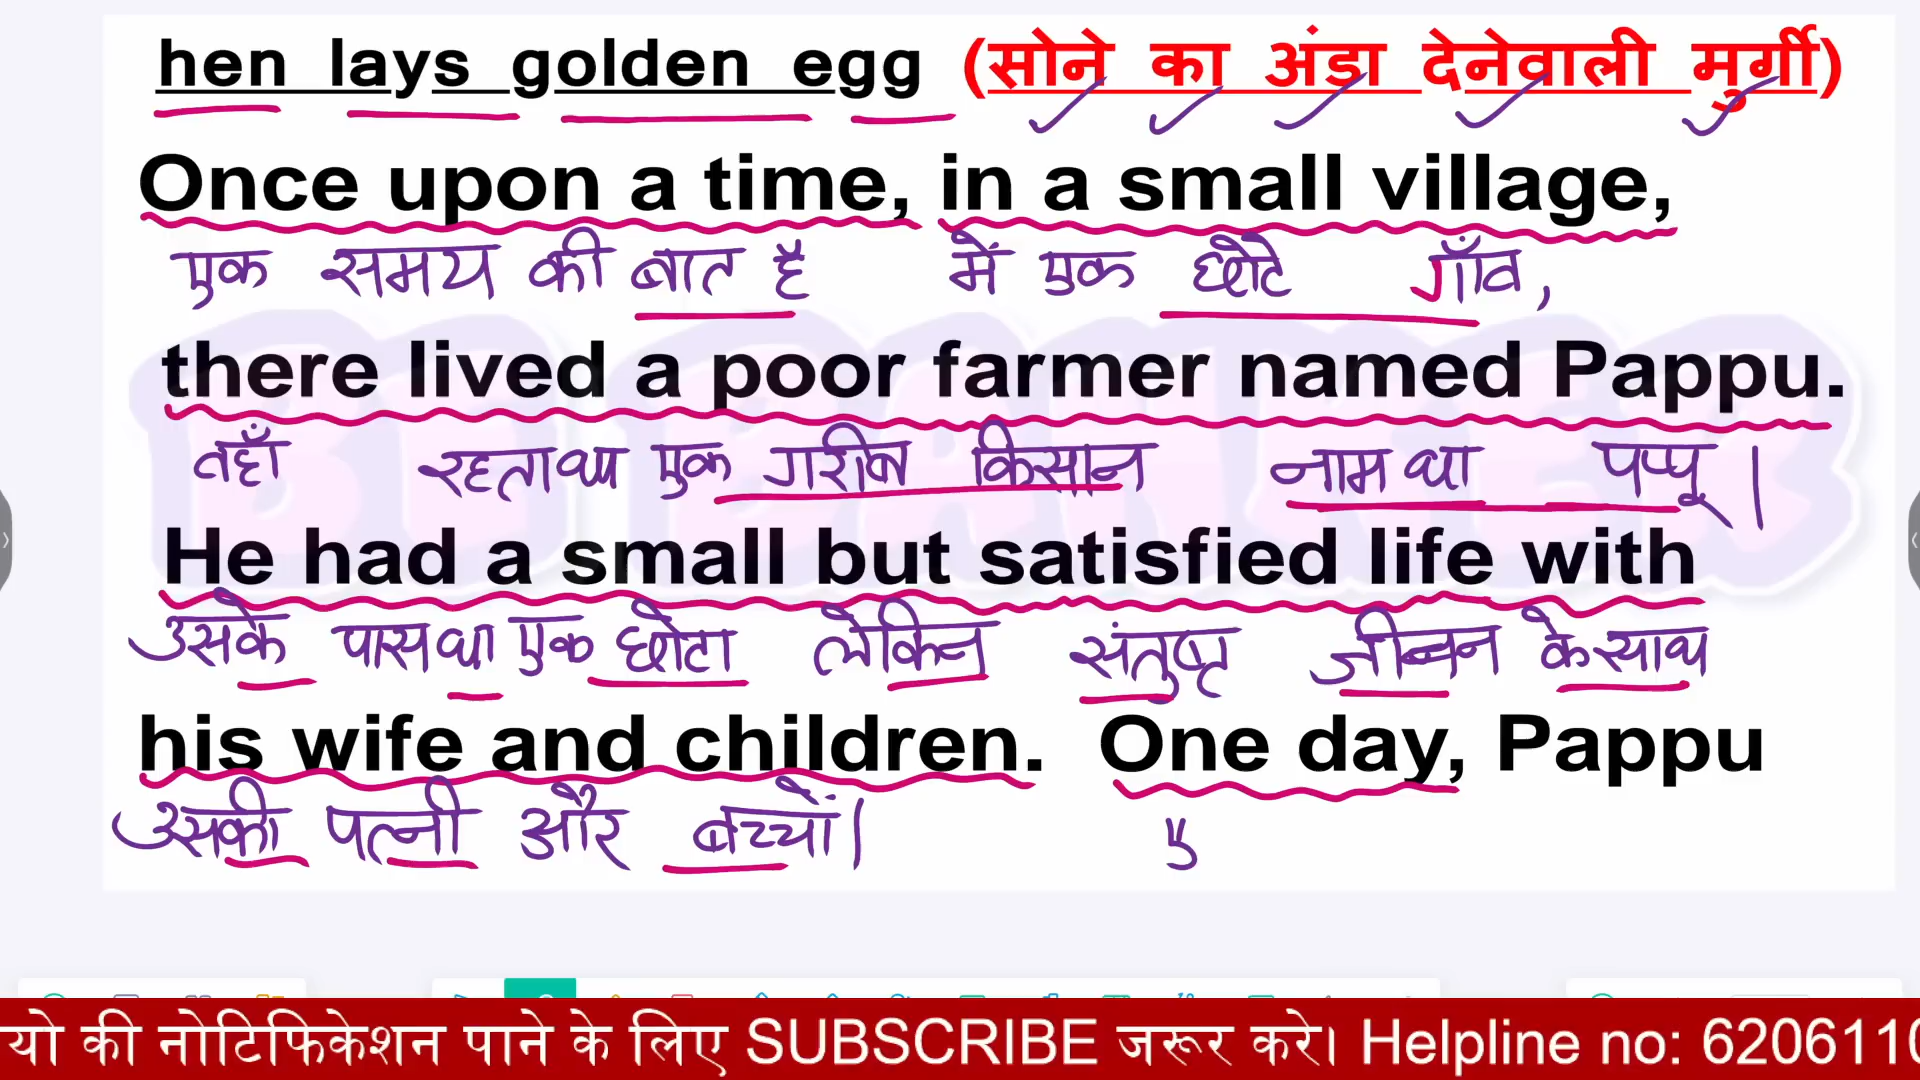 hen lays golden egg (सोने का अंडा देनेवाली मुर्गी)
Once upon a time, in a small village,
एक समय की बात है में एक छोटे गाँव,
there lived a poor farmer named Pappu.
तहाँ रहता था एक गरीब किसान नाम था पप्पू |
He had a small but satisfied life with
उसके पास था एक छोटा लेकिन संतुष्ट जीवन के साथ
his wife and children. One day, Pappu
उसकी पत्नी और बच्चों|
यो की नोटिफिकेशन पाने के लिए SUBSCRIBE जरूर करे। Helpline no: 620611